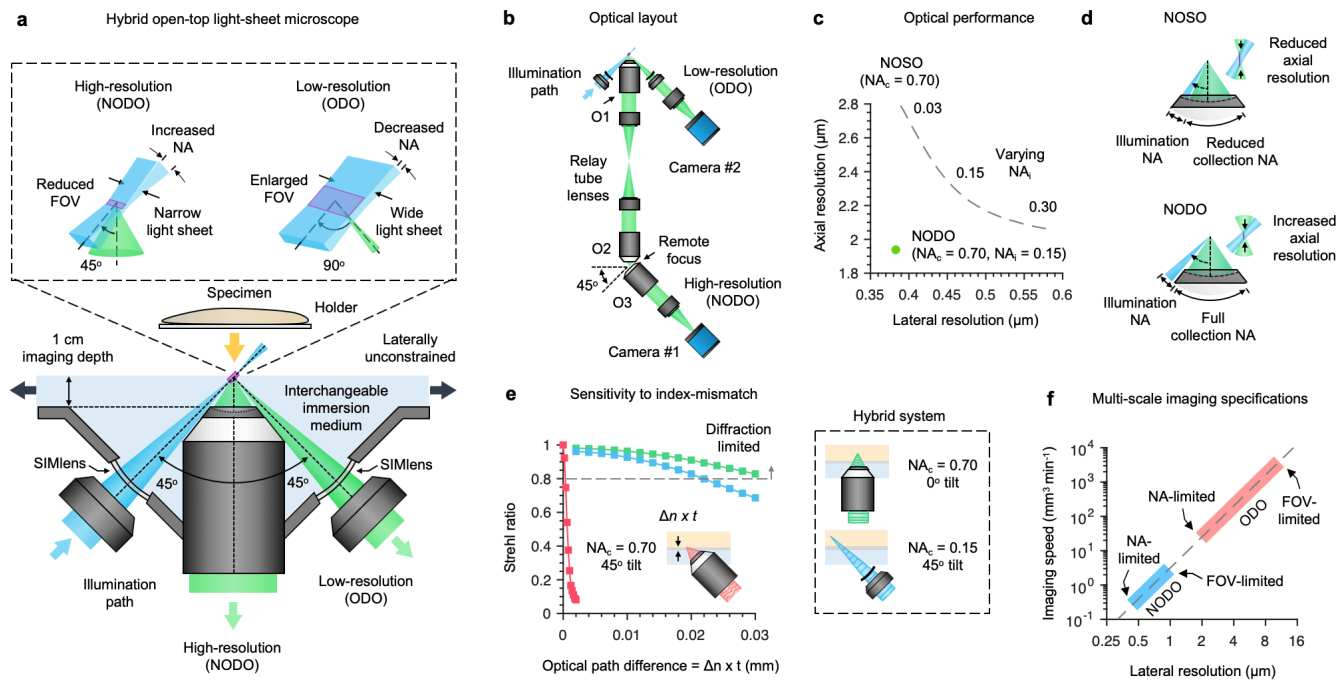 a
Hybrid open-top light-sheet microscope
High-resolution
(NODO)
Low-resolution
(ODO)
Increased
NA
Decreased
NA
Reduced
FOV
Enlarged
FOV
Narrow
light sheet
Wide
light sheet
45o
90o
Specimen
Holder
1 cm
imaging depth
Laterally
unconstrained
Interchangeable
immersion
medium
SIMlens
SIMlens
45o
45o
Illumination
path
Low-resolution
(ODO)
High-resolution
(NODO)
b
Optical layout
Illumination
path
Low-resolution
(ODO)
O1
Camera #2
Relay
tube
lenses
O2
Remote
focus
45o
O3
High-resolution
(NODO)
Camera #1
c
Optical performance
NOSO
(NAc = 0.70)
0.03
Varying
NAi
0.15
0.30
NODO
(NAc = 0.70, NAi = 0.15)
Axial resolution (µm)
2.8
2.6
2.4
2.2
2
1.8
0.35
0.4
0.45
0.5
0.55
0.6
Lateral resolution (µm)
d
NOSO
Reduced
axial
resolution
Illumination
NA
Reduced
collection NA
NODO
Increased
axial
resolution
Illumination
NA
Full
collection NA
e
Sensitivity to index-mismatch
Diffraction
limited
Strehl ratio
1
0.8
0.6
0.4
0.2
0
Δn x t
NAc = 0.70
45o tilt
0
0.01
0.02
0.03
Optical path difference = Δn x t (mm)
Hybrid system
NAc = 0.70
0o tilt
NAc = 0.15
45o tilt
f
Multi-scale imaging specifications
Imaging speed (mm3 min-1)
104
103
102
101
100
10-1
NA-limited
ODO
FOV-
limited
NA-
limited
NODO
FOV-limited
0.25
0.5
1
2
4
8
16
Lateral resolution (µm)